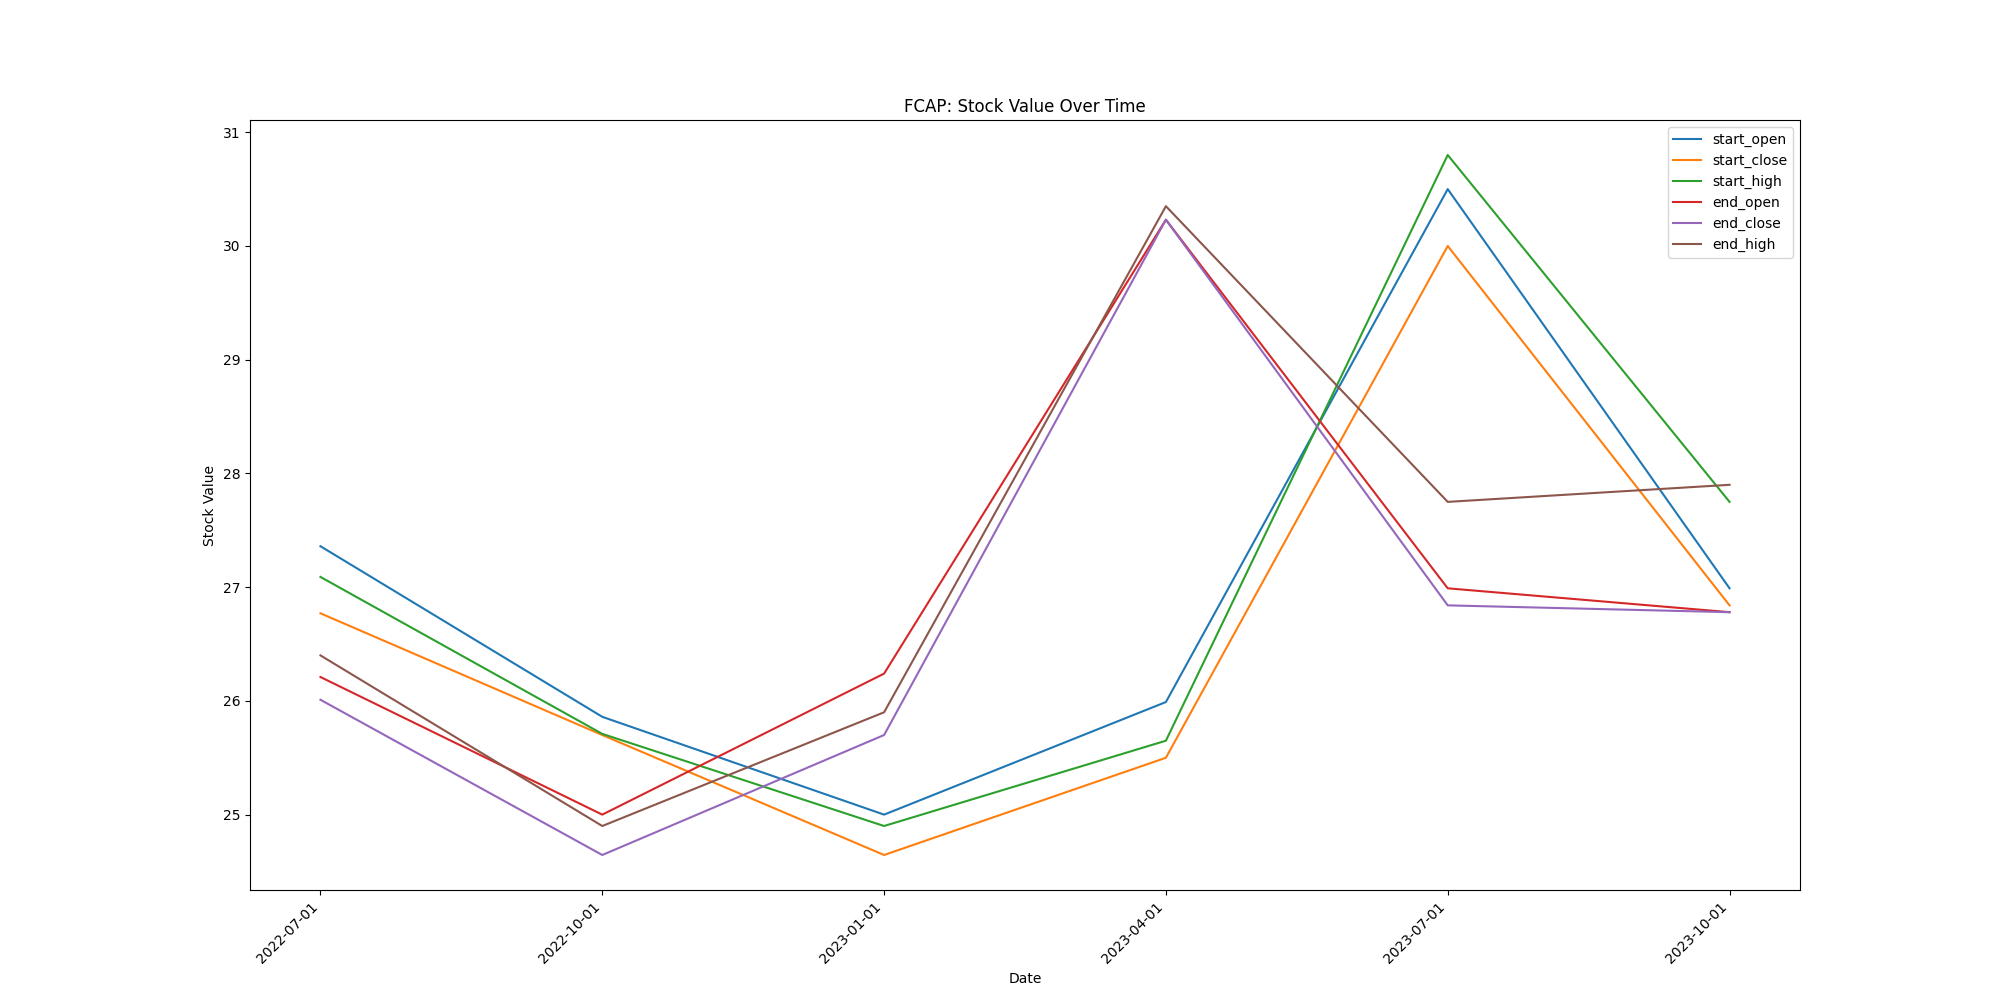 FCAP: Stock Value Over Time
31
30
29
28
27
26
25
Stock Value
start_open
start_close
start_high
end_open
end_close
end_high
2022-07-01
2022-10-01
2023-01-01
2023-04-01
2023-07-01
2023-10-01
Date